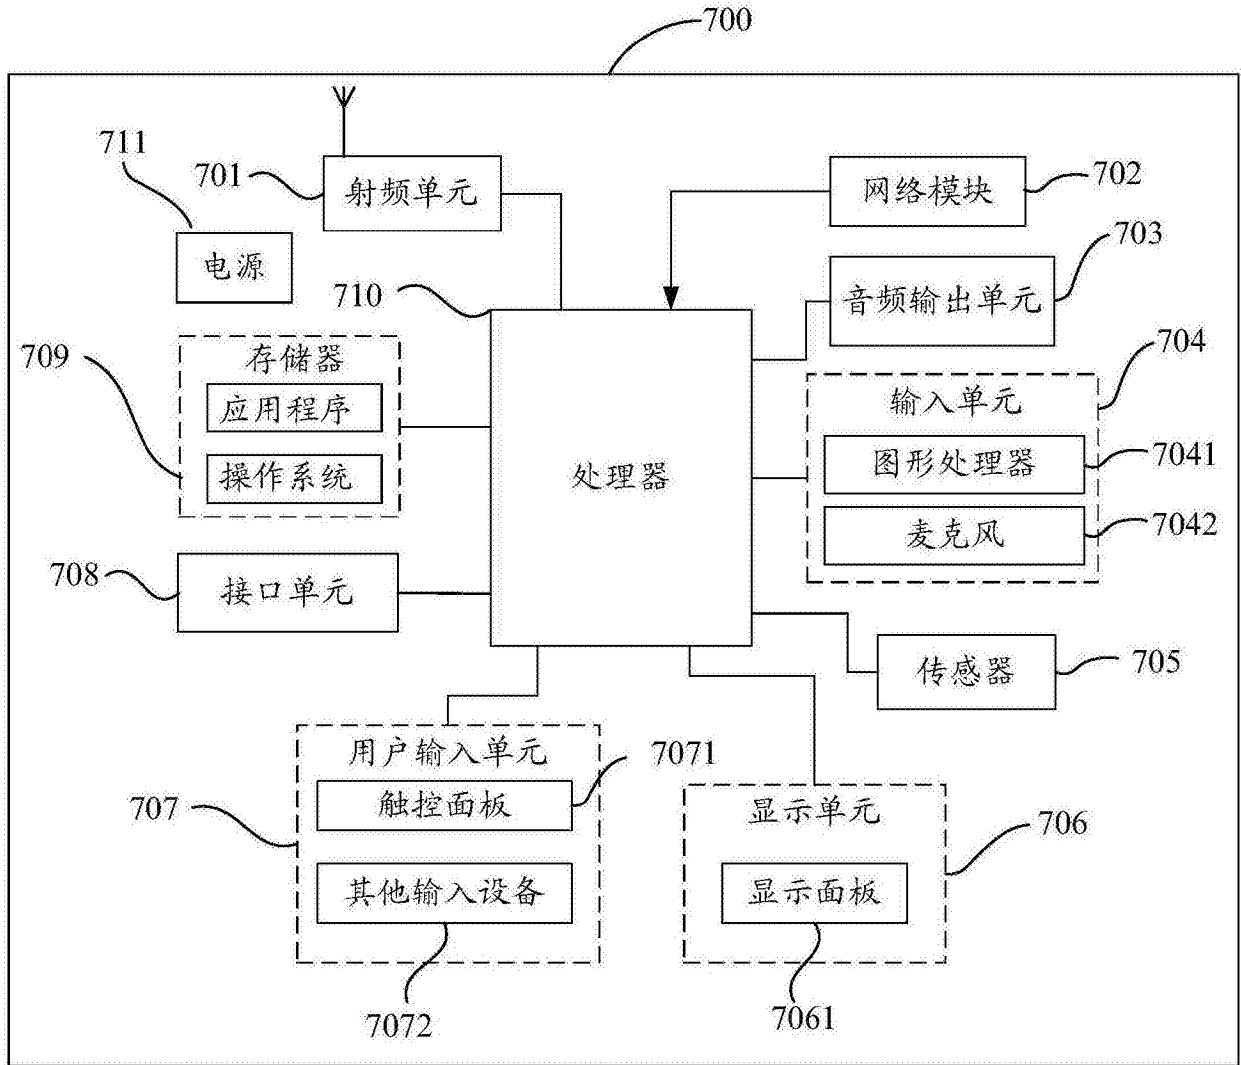 700
711
701
射频单元
网络模块
702
703
电源
710
音频输出单元
709
存储器
704
应用程序
输入单元
操作系统
处理器
图形处理器
7041
麦克风
7042
708
接口单元
传感器
705
用户输入单元
7071
707
触控面板
显示单元
706
其他输入设备
显示面板
7072
7061